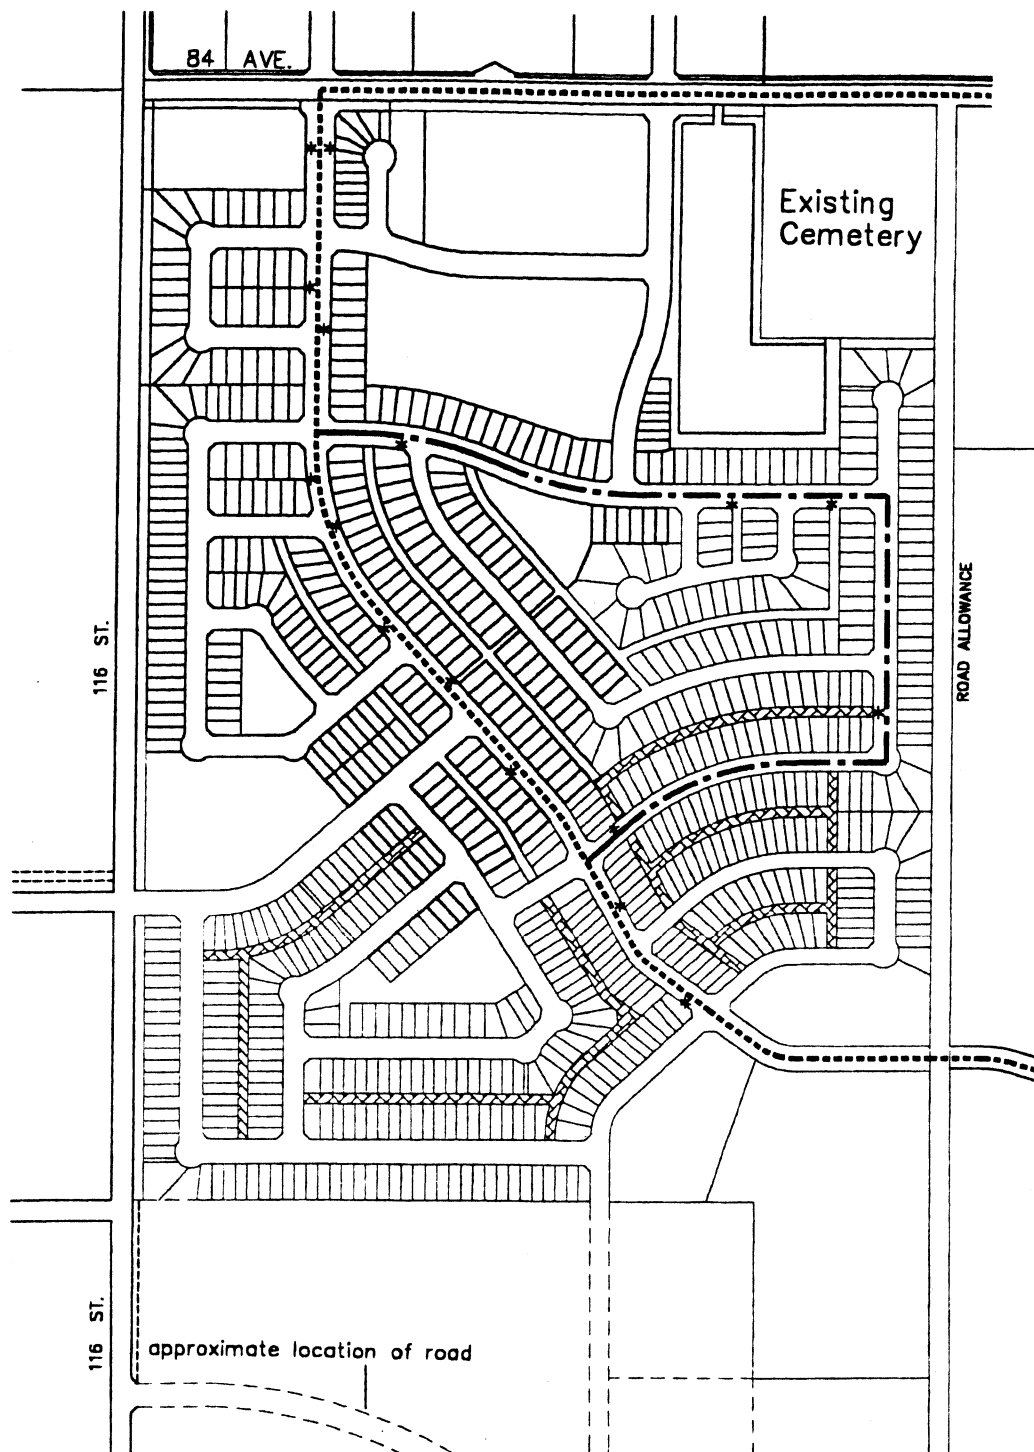 84 AVE.
Existing
Cemetery
116 ST.
ROAD ALLOWANCE
116 ST.
approximate location of road